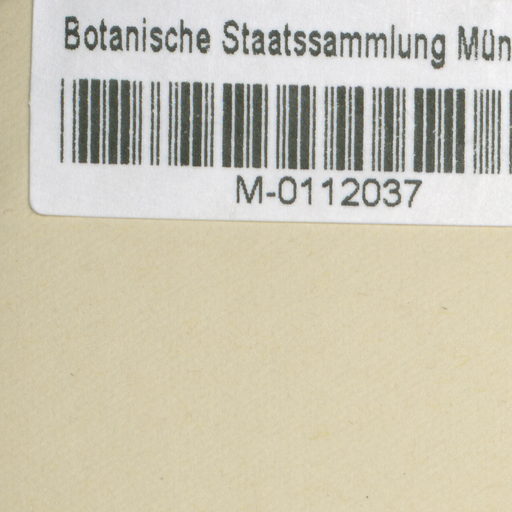 Botanische Staatssammlung Mün
M-0112037